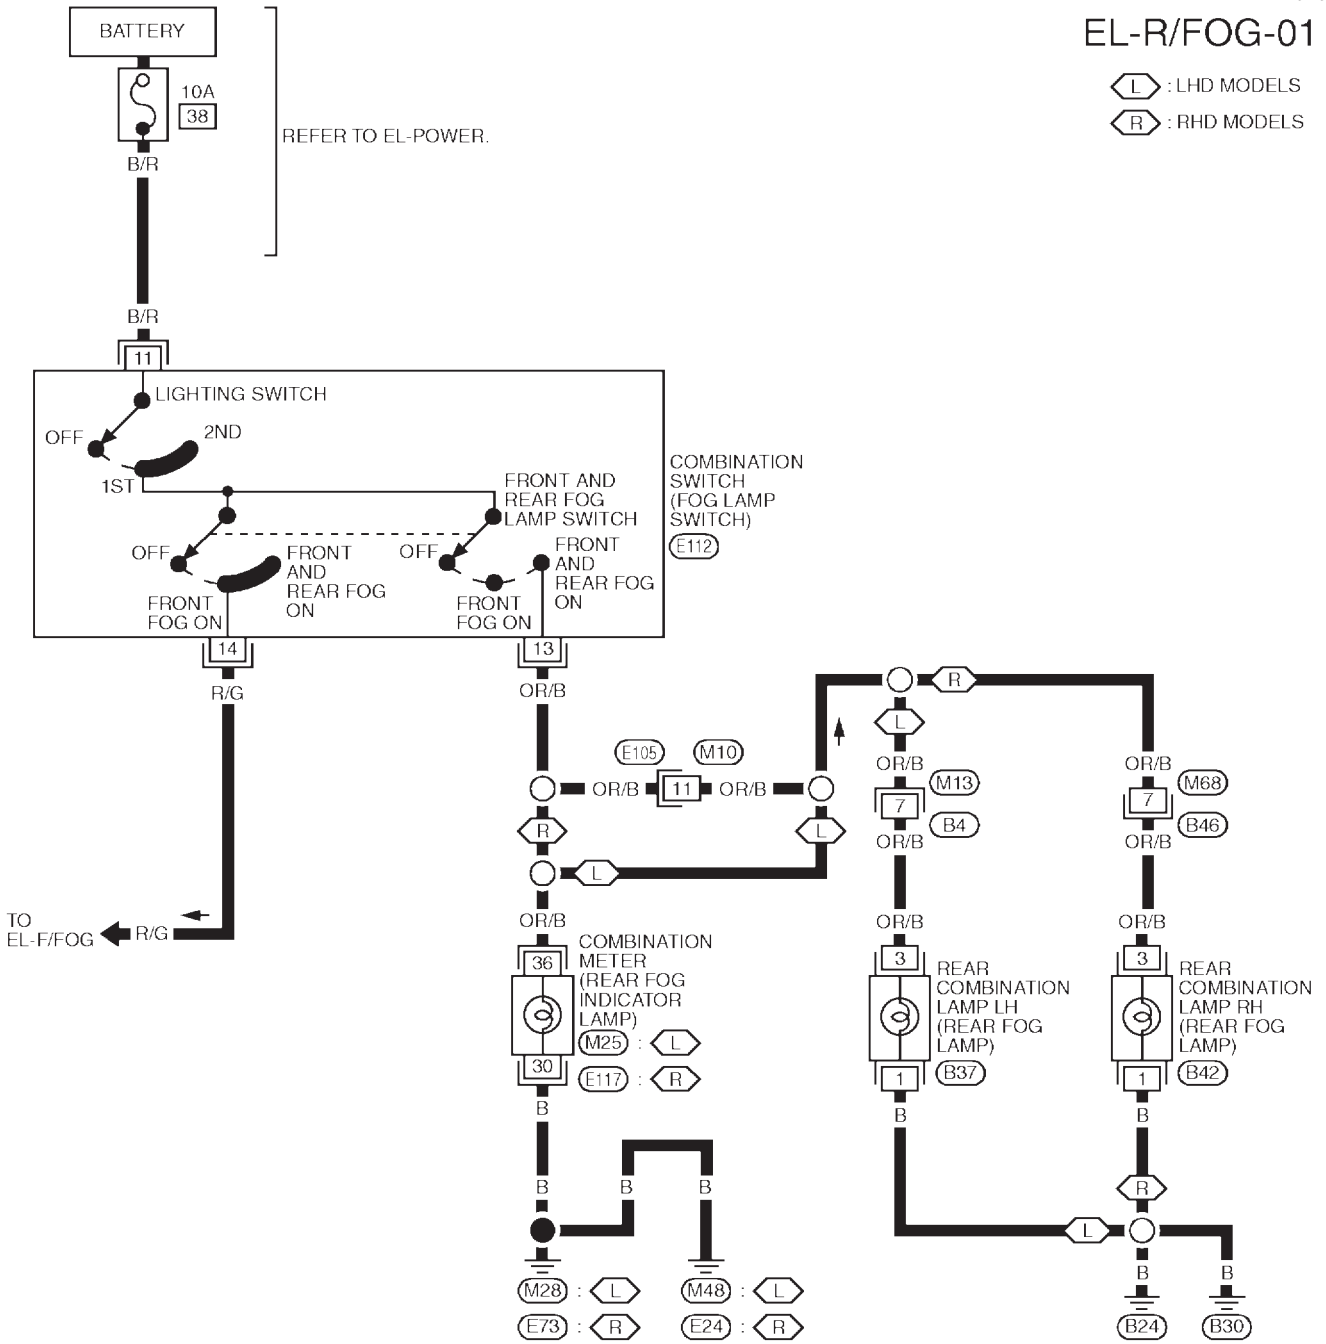 EL-R/FOG-01
L : LHD MODELS
R : RHD MODELS
BATTERY
10A
38
REFER TO EL-POWER.
B/R
B/R
11
LIGHTING SWITCH
OFF
2ND
1ST
COMBINATION
SWITCH
(FOG LAMP
SWITCH)
E112
FRONT AND
REAR FOG
LAMP SWITCH
OFF
FRONT
AND
REAR FOG
ON
FRONT
FOG ON
OFF
FRONT
AND
REAR FOG
ON
FRONT
FOG ON
14
13
R/G
OR/B
R
L
E105
M10
OR/B
11
OR/B
OR/B
M13
7
B4
OR/B
OR/B
M68
7
B46
OR/B
R
L
L
TO
EL-F/FOG
R/G
OR/B
OR/B
OR/B
36
COMBINATION
METER
(REAR FOG
INDICATOR
LAMP)
M25 : L
30
E117 : R
3
REAR
COMBINATION
LAMP LH
(REAR FOG
LAMP)
B37
1
3
REAR
COMBINATION
LAMP RH
(REAR FOG
LAMP)
B42
1
B
B
B
B
B
B
R
L
B
B
M28 : L
M48 : L
E73 : R
E24 : R
B24
B30